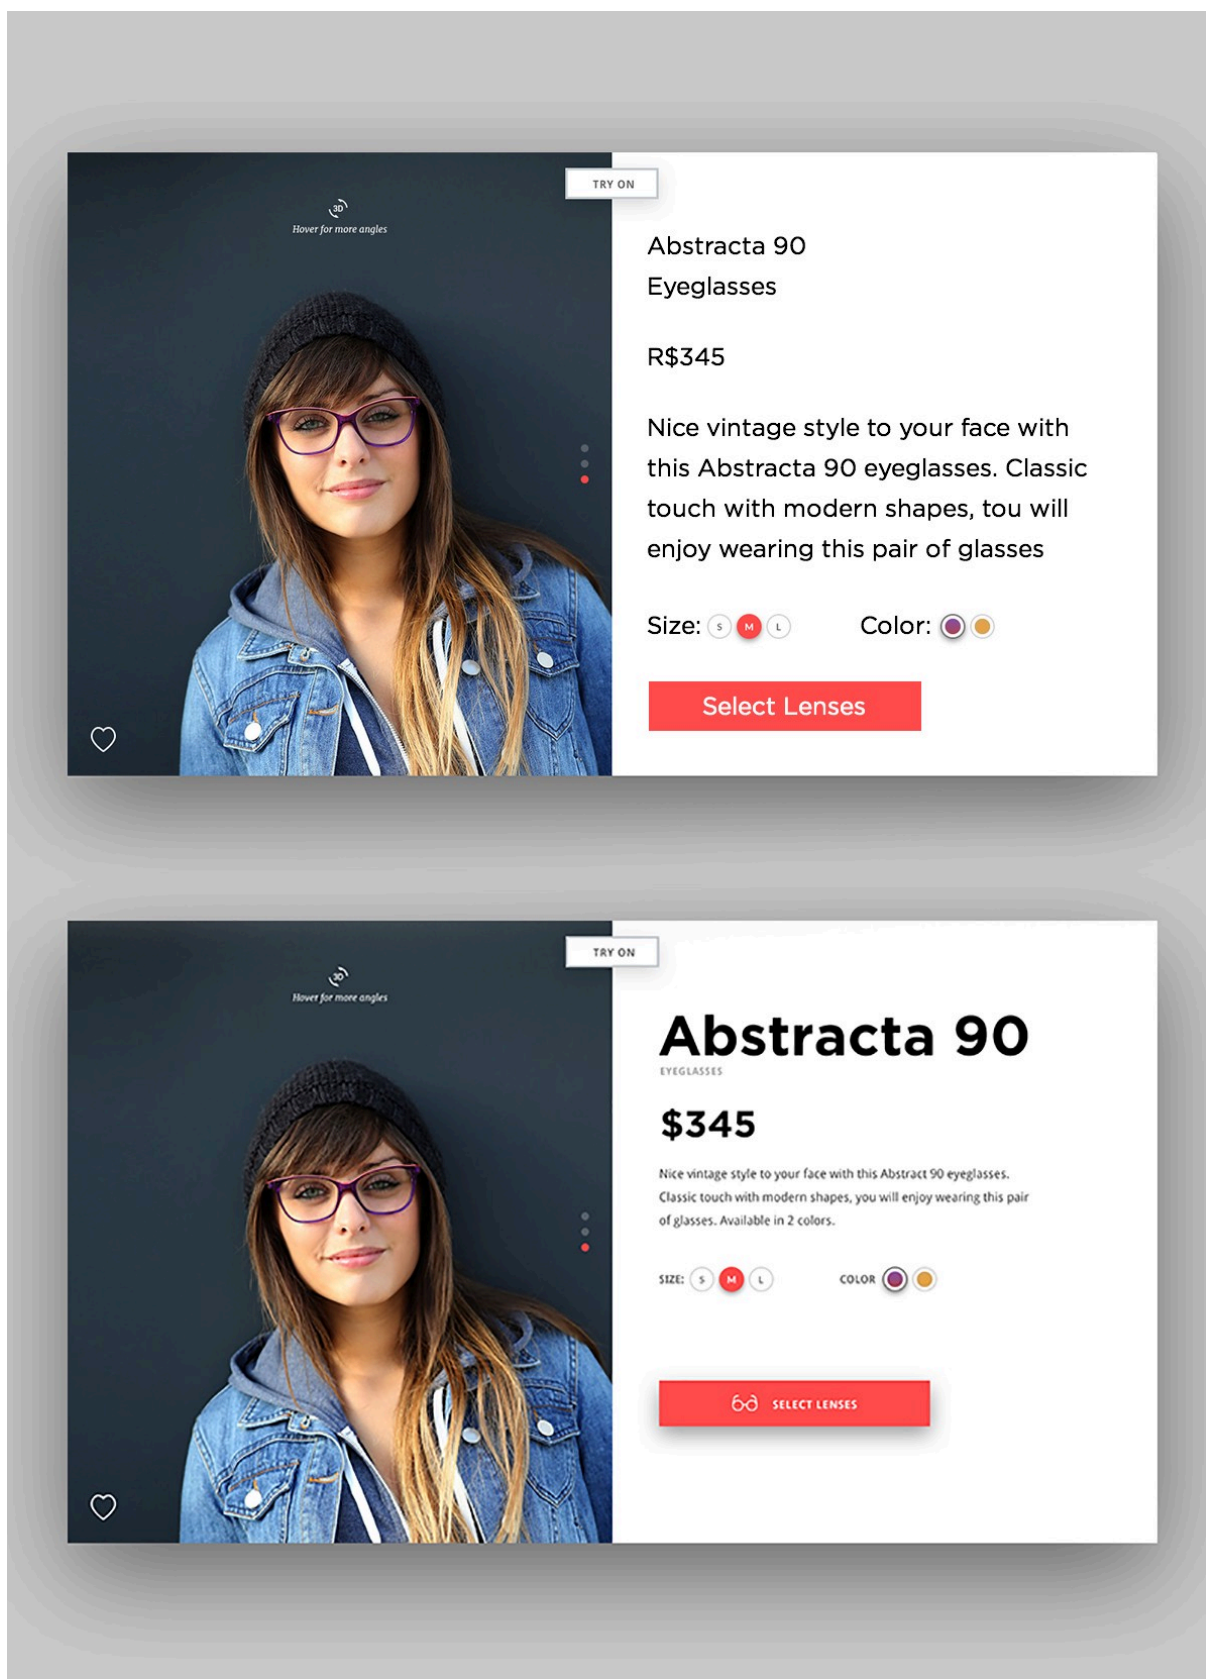 3D
Hover for more angles
TRY ON
Abstracta 90
Eyeglasses
R$345
Nice vintage style to your face with
this Abstracta 90 eyeglasses. Classic
touch with modern shapes, tou will
enjoy wearing this pair of glasses
Size: S M L Color:
Select Lenses
3D
Hover for more angles
TRY ON
Abstracta 90
EYEGLASSES
$345
Nice vintage style to your face with this Abstract 90 eyeglasses.
Classic touch with modern shapes, you will enjoy wearing this pair
of glasses. Available in 2 colors.
SIZE: S M L COLOR
SELECT LENSES